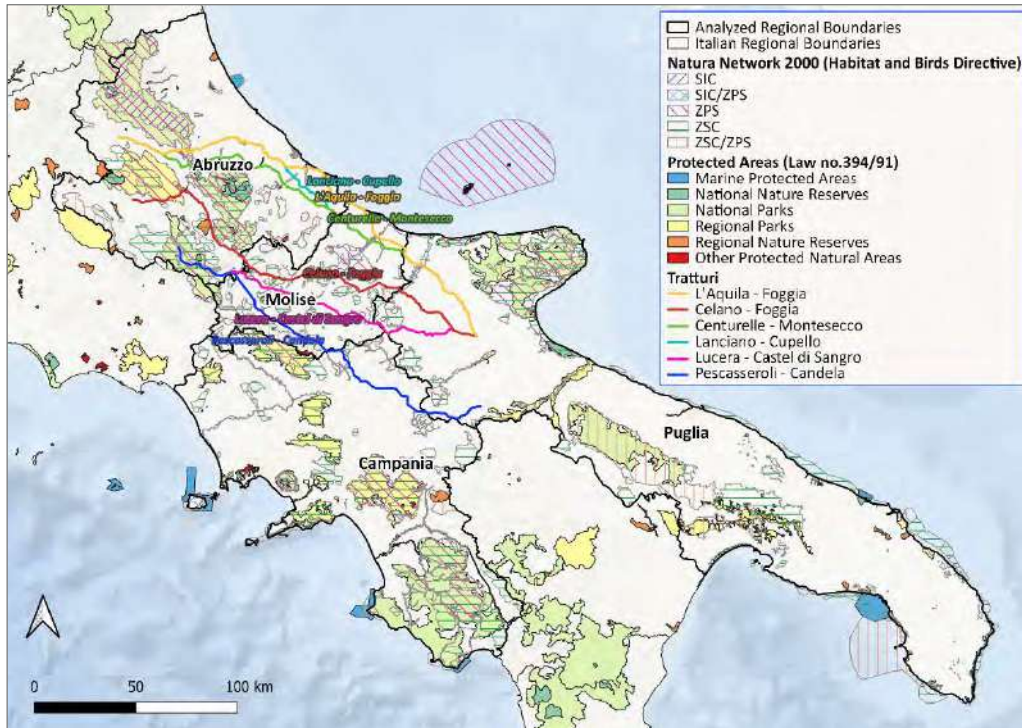 Analyzed Regional Boundaries
Italian Regional Boundaries
Natura Network 2000 (Habitat and Birds Directive)
SIC
SIC/ZPS
ZPS
ZSC
ZSC/ZPS
Protected Areas (Law no.394/91)
Marine Protected Areas
National Nature Reserves
National Parks
Regional Parks
Regional Nature Reserves
Other Protected Natural Areas
Tratturi
L'Aquila - Foggia
Celano - Foggia
Centurelle - Montesecco
Lanciano - Cupello
Lucera - Castel di Sangro
Pescasseroli - Candela
Abruzzo
Lanciano - Cupello
L'Aquila - Foggia
Centurelle - Montesecco
Celano - Foggia
Molise
Lucera - Castel di Sangro
Pescasseroli - Candela
Puglia
Campania
0 50 100 km